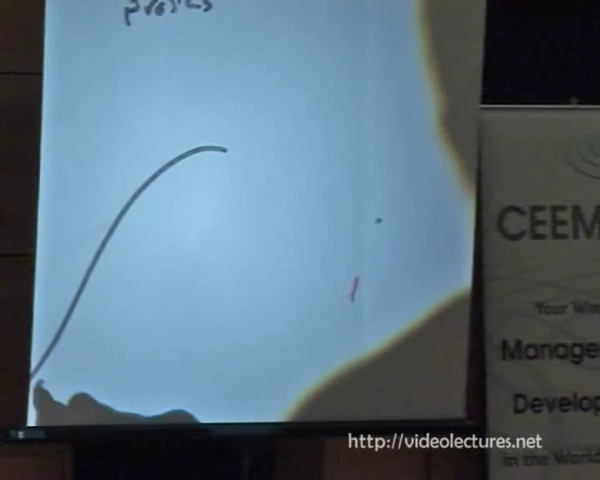 profits
CEEM
Your Win
Manage
Develop
in the World
http://videolectures.net